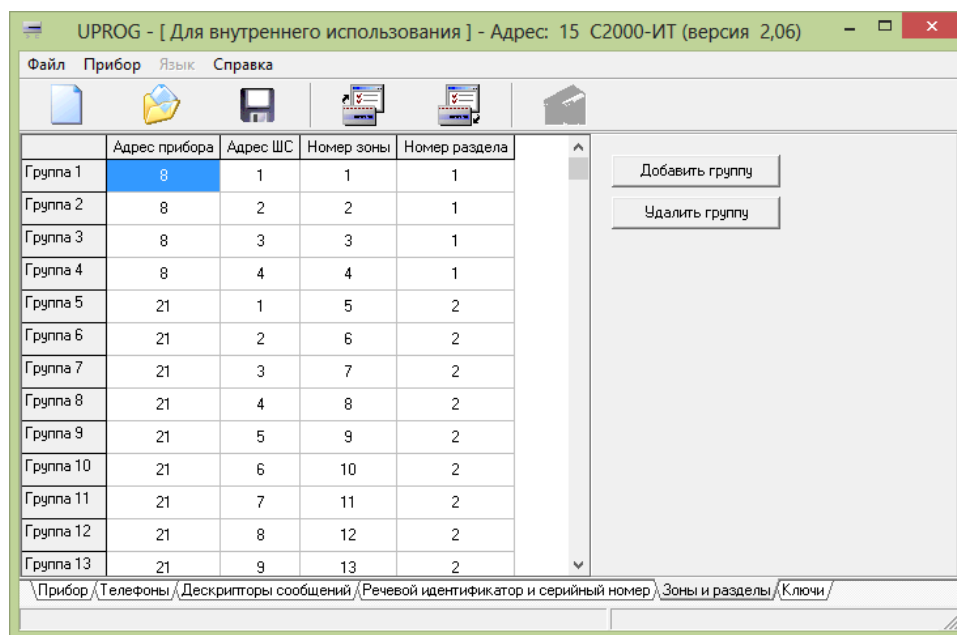 UPROG - [ Для внутреннего использования ] - Адрес: 15 С2000-ИТ (версия 2,06)
Файл Прибор Язык Справка
Адрес прибора Адрес ШС Номер зоны Номер раздела
Группа 1 8 1 1 1
Группа 2 8 2 2 1
Группа 3 8 3 3 1
Группа 4 8 4 4 1
Группа 5 21 1 5 2
Группа 6 21 2 6 2
Группа 7 21 3 7 2
Группа 8 21 4 8 2
Группа 9 21 5 9 2
Группа 10 21 6 10 2
Группа 11 21 7 11 2
Группа 12 21 8 12 2
Группа 13 21 9 13 2
Добавить группу
Удалить группу
Прибор Телефоны Дескрипторы сообщений Речевой идентификатор и серийный номер Зоны и разделы Ключи